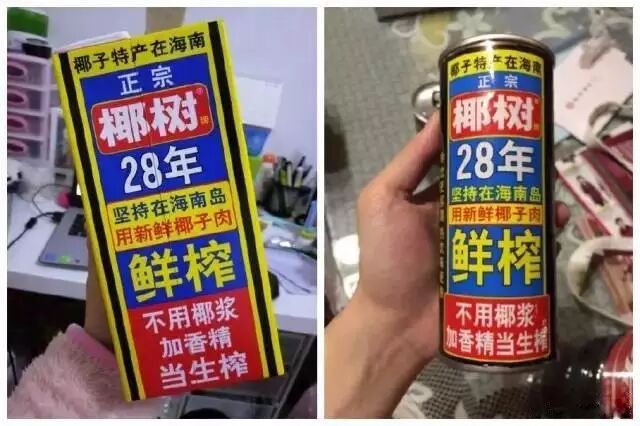 椰子特产在海南
正宗
椰树®
牌
28年
坚持在海南岛
用新鲜椰子肉
鲜榨
不用椰浆
加香精
当生榨
椰子特产在海南
正宗
椰树
牌
28年
坚持在海南岛
用新鲜椰子肉
鲜榨
不用椰浆
加香精当生榨